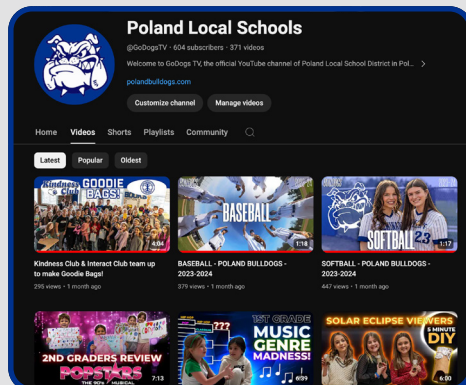 Poland Local Schools
@GoDogsTV · 604 subscribers · 371 videos
Welcome to GoDogs TV, the official YouTube channel of Poland Local School District in Pol...
polandbulldogs.com
Customize channel
Manage videos
Home Videos Shorts Playlists Community
Latest Popular Oldest
Kindness Club
GOODIE BAGS!
4:04
BASEBALL
1:18
SOFTBALL
23
1:17
Kindness Club & Interact Club team up
to make Goodie Bags!
295 views · 1 month ago
BASEBALL - POLAND BULLDOGS -
2023-2024
379 views · 1 month ago
SOFTBALL - POLAND BULLDOGS -
2023-2024
447 views · 1 month ago
2ND GRADERS REVIEW
POPSTARS
THE 90'S MUSICAL
7:13
???
1ST GRADE
MUSIC
GENRE
MADNESS!
6:39
SOLAR ECLIPSE VIEWERS
5 MINUTE
DIY
6:00